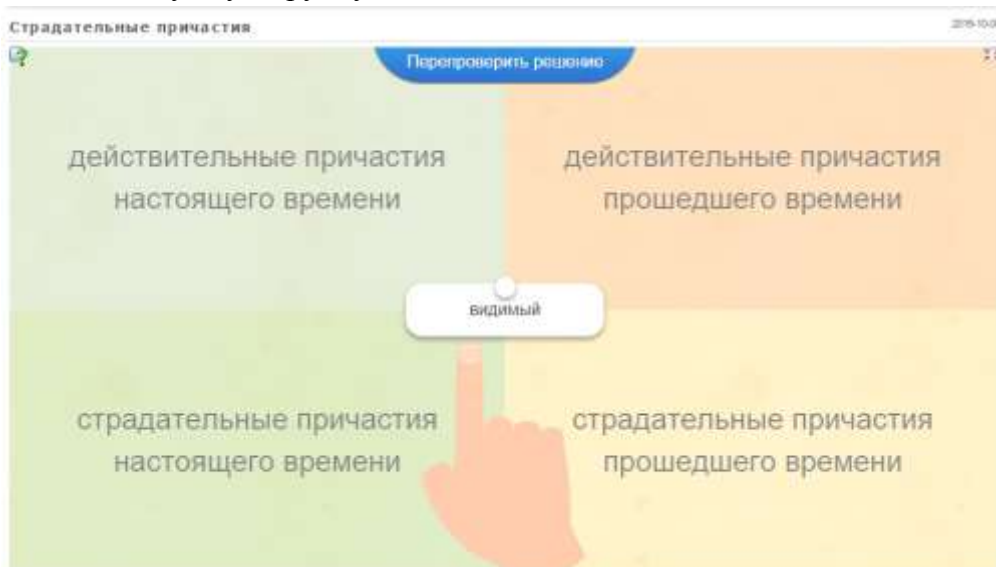 Страдательные причастия
Перепроверить решение
действительные причастия
настоящего времени
действительные причастия
прошедшего времени
видимый
страдательные причастия
настоящего времени
страдательные причастия
прошедшего времени